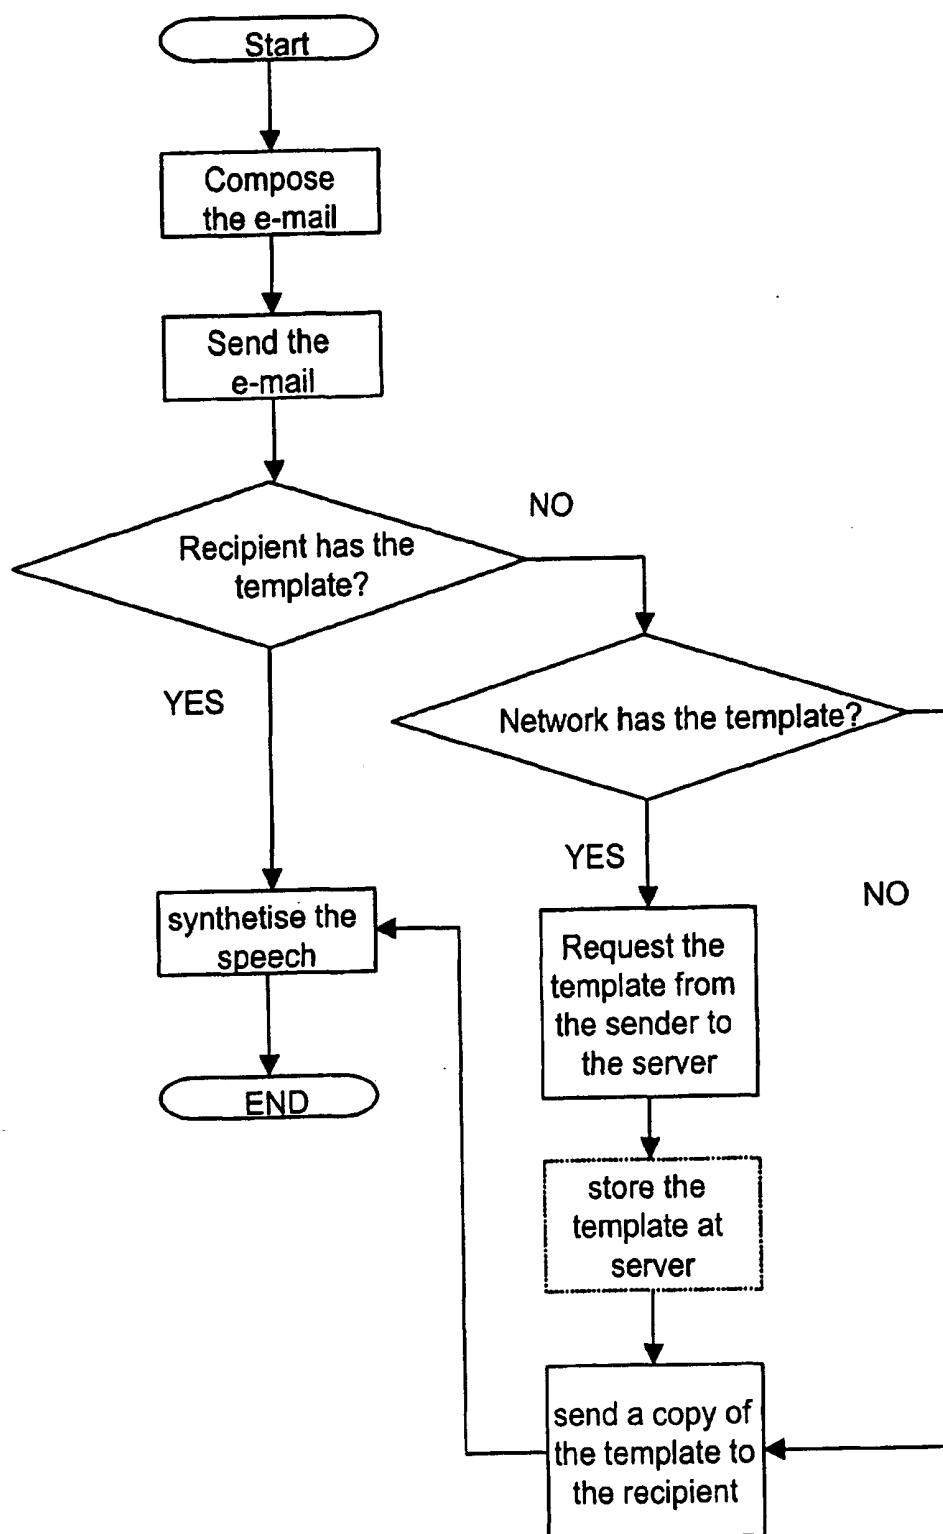 Start
Compose
the e-mail
Send the
e-mail
NO
Recipient has the
template?
YES
Network has the template?
YES
NO
synthetise the
speech
Request the
template from
the sender to
the server
END
store the
template at
server
send a copy of
the template to
the recipient